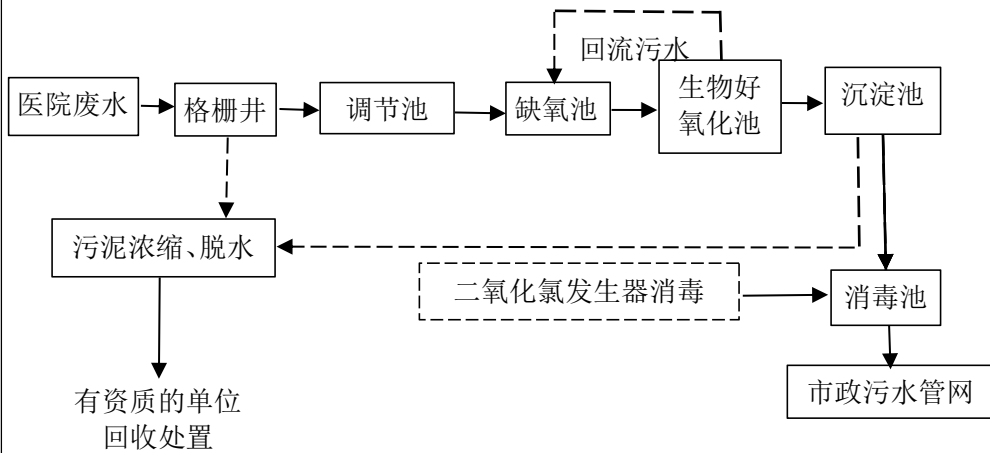 回流污水
医院废水
格栅井
调节池
缺氧池
生物好
氧化池
沉淀池
污泥浓缩、脱水
二氧化氯发生器消毒
消毒池
有资质的单位
回收处置
市政污水管网